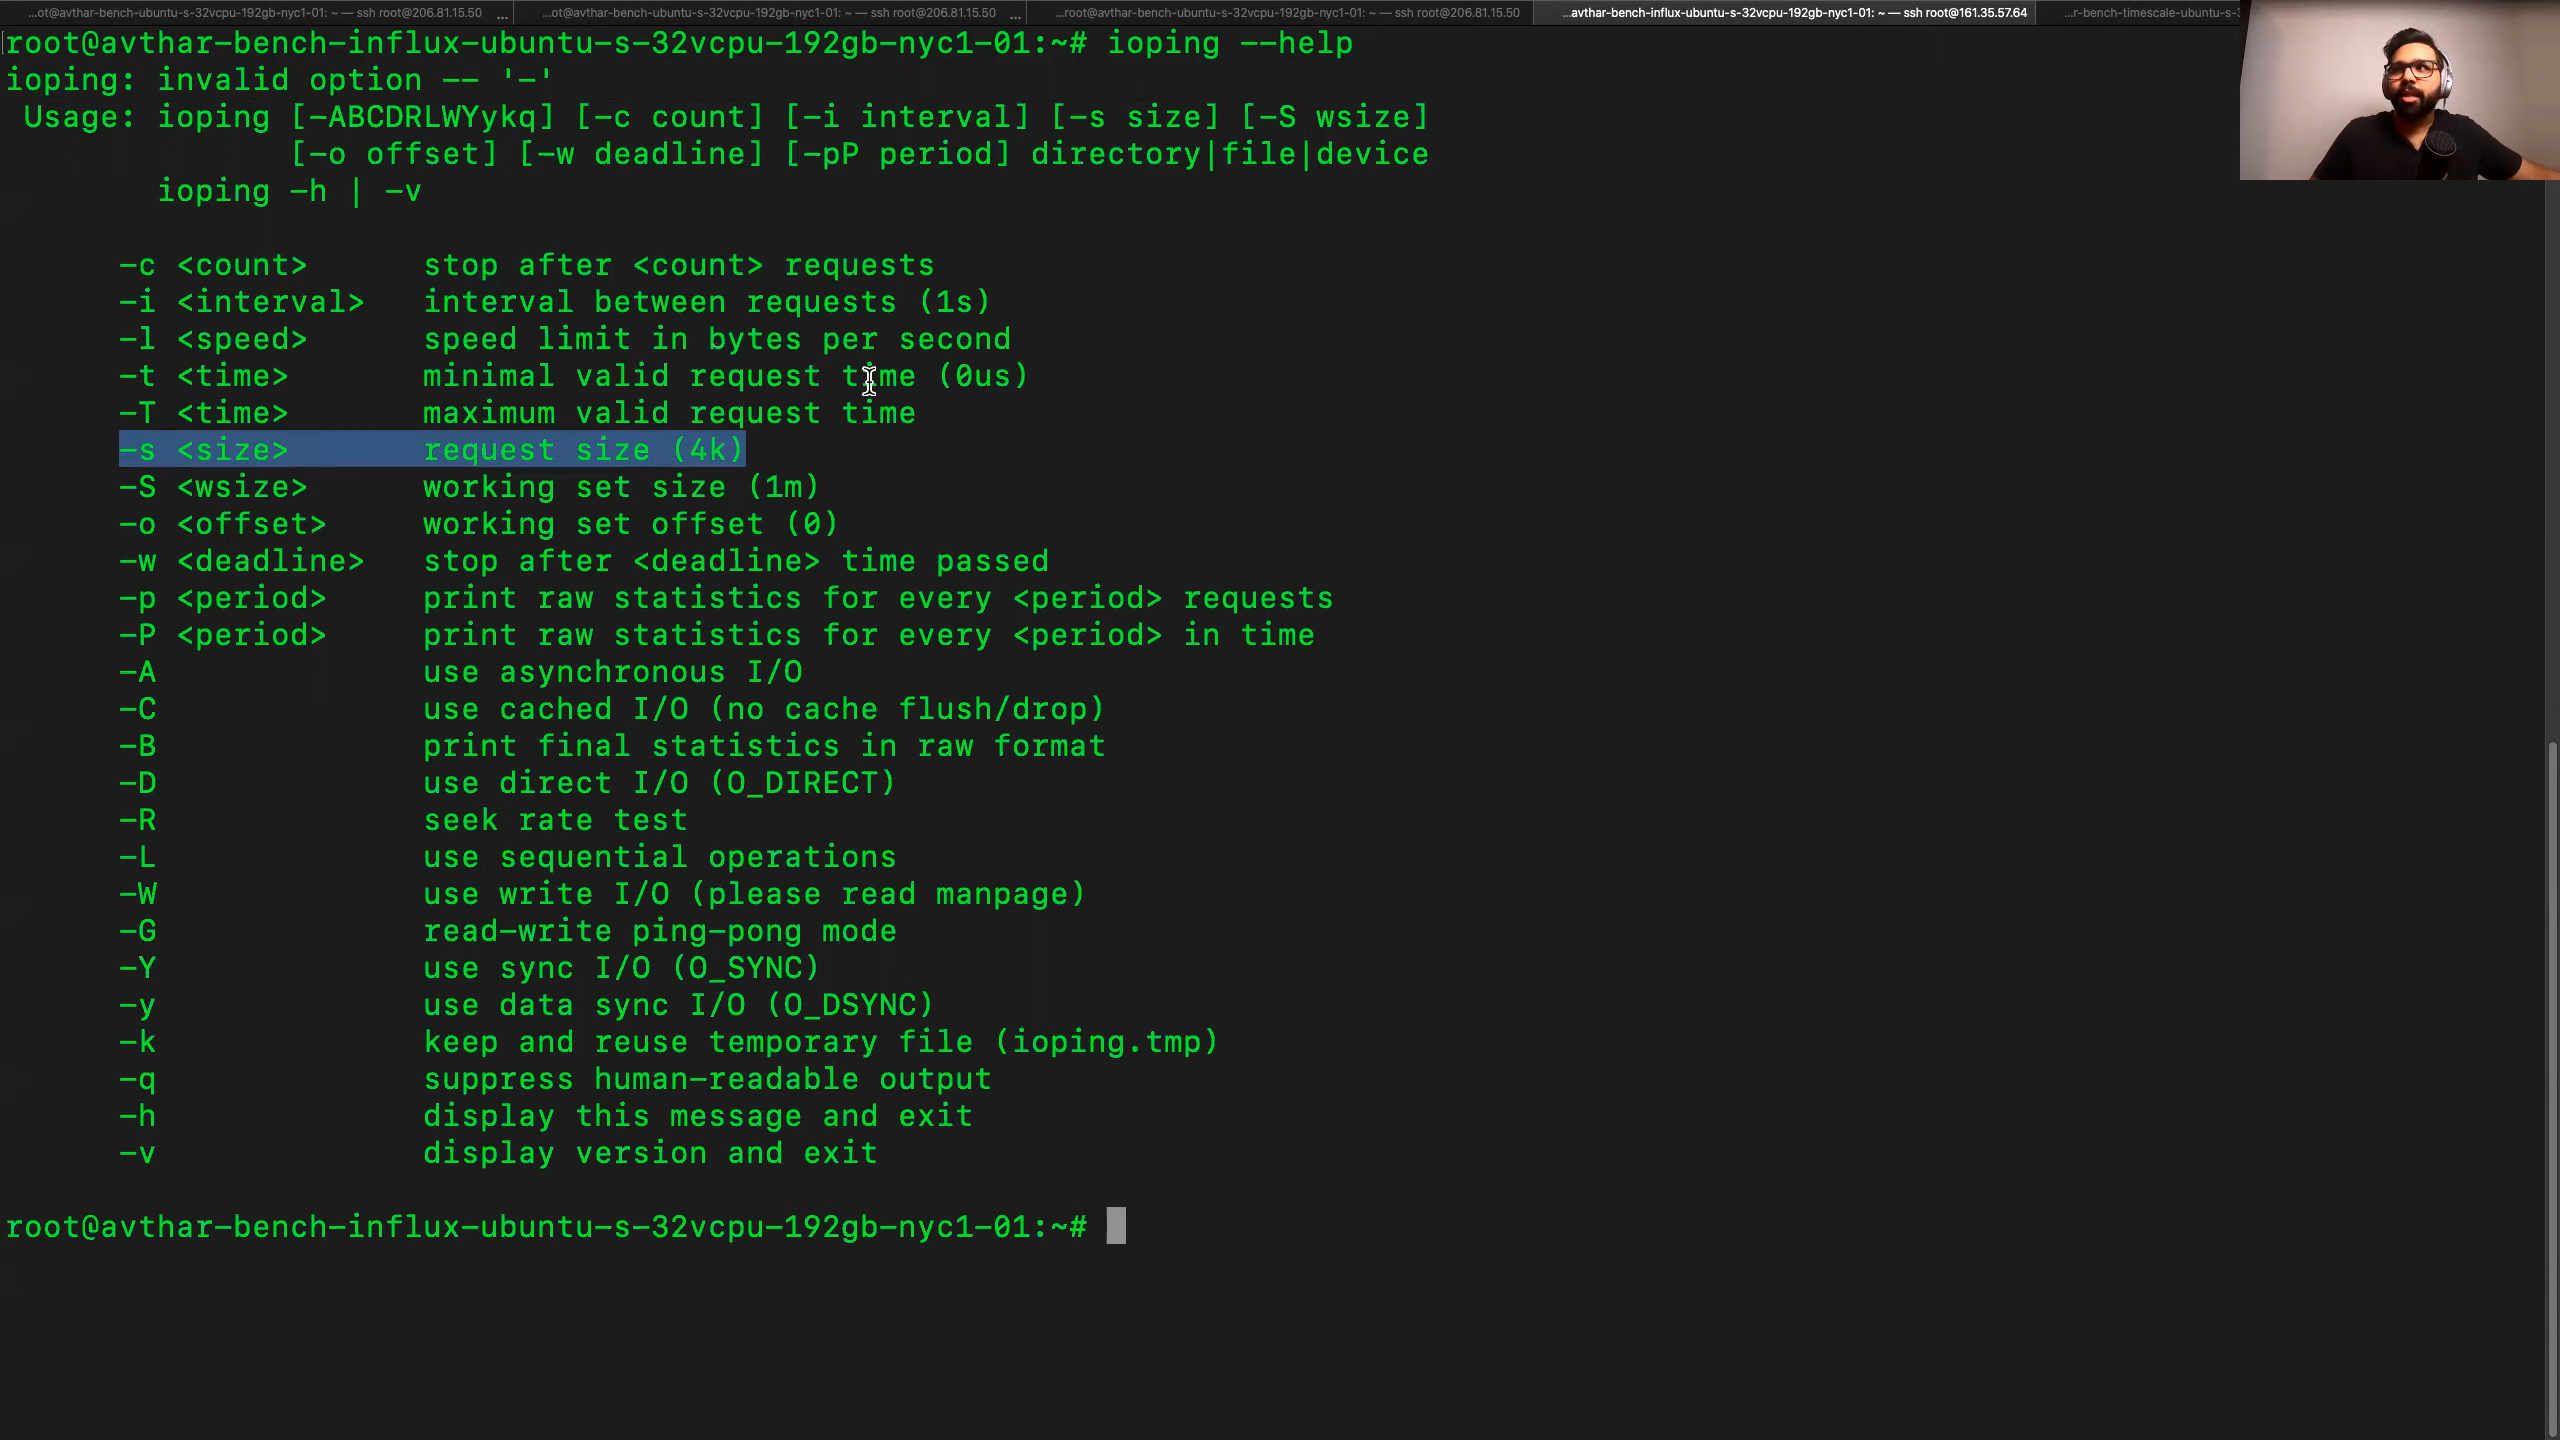 ...ot@avthar-bench-ubuntu-s-32vcpu-192gb-nyc1-01: ~ — ssh root@206.81.15.50 ...
...ot@avthar-bench-ubuntu-s-32vcpu-192gb-nyc1-01: ~ — ssh root@206.81.15.50 ...
...root@avthar-bench-ubuntu-s-32vcpu-192gb-nyc1-01: ~ — ssh root@206.81.15.50
...avthar-bench-influx-ubuntu-s-32vcpu-192gb-nyc1-01: ~ — ssh root@161.35.57.64
...r-bench-timescale-ubuntu-s-
root@avthar-bench-influx-ubuntu-s-32vcpu-192gb-nyc1-01:~# ioping --help
ioping: invalid option -- '-'
Usage: ioping [-ABCDRLWYykq] [-c count] [-i interval] [-s size] [-S wsize]
[-o offset] [-w deadline] [-pP period] directory|file|device
ioping -h | -v
-c <count> stop after <count> requests
-i <interval> interval between requests (1s)
-l <speed> speed limit in bytes per second
-t <time> minimal valid request time (0us)
-T <time> maximum valid request time
-s <size> request size (4k)
-S <wsize> working set size (1m)
-o <offset> working set offset (0)
-w <deadline> stop after <deadline> time passed
-p <period> print raw statistics for every <period> requests
-P <period> print raw statistics for every <period> in time
-A use asynchronous I/O
-C use cached I/O (no cache flush/drop)
-B print final statistics in raw format
-D use direct I/O (O_DIRECT)
-R seek rate test
-L use sequential operations
-W use write I/O (please read manpage)
-G read-write ping-pong mode
-Y use sync I/O (O_SYNC)
-y use data sync I/O (O_DSYNC)
-k keep and reuse temporary file (ioping.tmp)
-q suppress human-readable output
-h display this message and exit
-v display version and exit
root@avthar-bench-influx-ubuntu-s-32vcpu-192gb-nyc1-01:~#